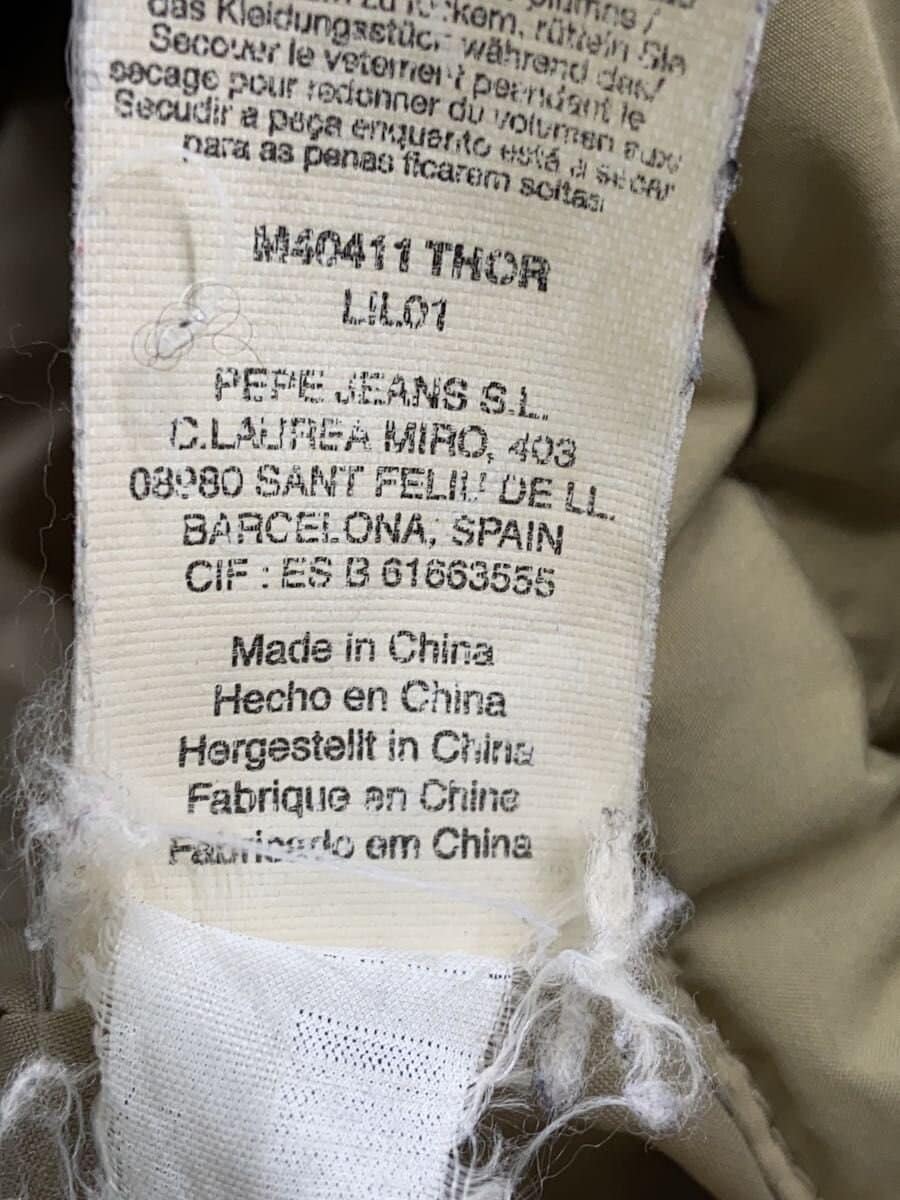 das Kleidungsstück während das/
Secouer le vetement pendant le
secage pour redonner du volumen aux
Secudir a peça enquanto está a secar
para as penas ficarem soltas
M40411 THOR
LIL01
PEPE JEANS S.L.
C.LAUREA MIRO, 403
08980 SANT FELIU DE LL.
BARCELONA, SPAIN
CIF : ES B 61663555
Made in China
Hecho en China
Hergestellt in China
Fabrique en Chine
Fabricado em China